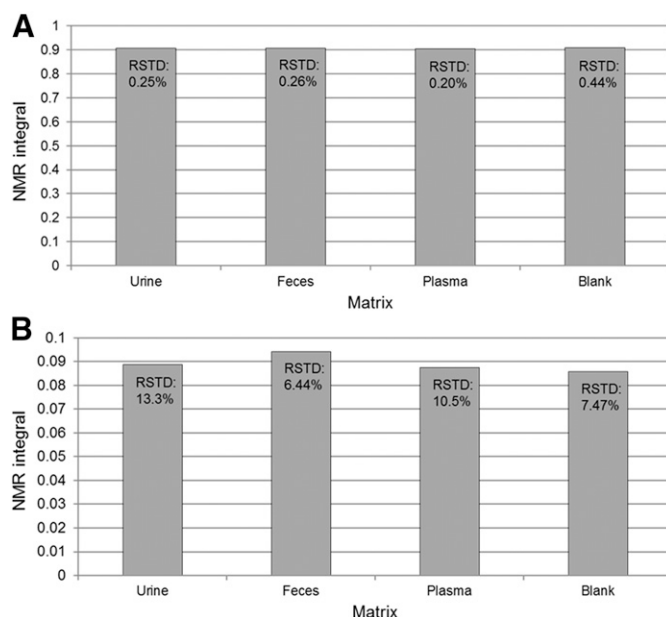 A
NMR integral
1
0.9
0.8
0.7
0.6
0.5
0.4
0.3
0.2
0.1
0
RSTD:
0.25%
RSTD:
0.26%
RSTD:
0.20%
RSTD:
0.44%
Urine
Feces
Plasma
Blank
Matrix
B
NMR integral
0.1
0.09
0.08
0.07
0.06
0.05
0.04
0.03
0.02
0.01
0
RSTD:
13.3%
RSTD:
6.44%
RSTD:
10.5%
RSTD:
7.47%
Urine
Feces
Plasma
Blank
Matrix